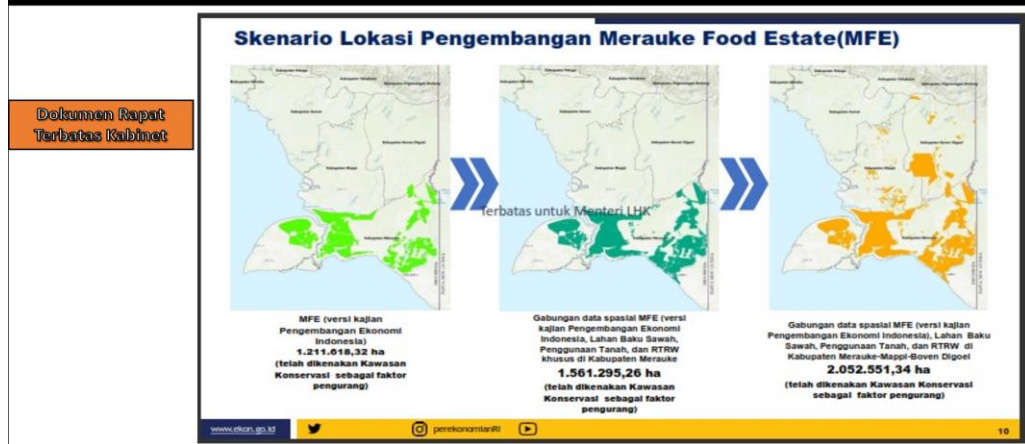 Skenario Lokasi Pengembangan Merauke Food Estate(MFE)
Dokumen Rapat
Terbatas Kabinet
Terbatas untuk Menteri LHK
MFE (versi kajian
Pengembangan Ekonomi
Indonesia)
1.211.618,32 ha
(telah dikenakan Kawasan
Konservasi sebagai faktor
pengurang)
Gabungan data spasial MFE (versi
kajian Pengembangan Ekonomi
Indonesia, Lahan Baku Sawah,
Penggunaan Tanah, dan RTRW
khusus di Kabupaten Merauke
1.561.295,26 ha
(telah dikenakan Kawasan
Konservasi sebagai faktor
pengurang)
Gabungan data spasial MFE (versi kajian
Pengembangan Ekonomi Indonesia), Lahan Baku
Sawah, Penggunaan Tanah, dan RTRW di
Kabupaten Merauke-Mappi-Boven Digoel
2.052.551,34 ha
(telah dikenakan Kawasan Konservasi
sebagai faktor pengurang)
www.ekon.go.id
perekonomianRI
10